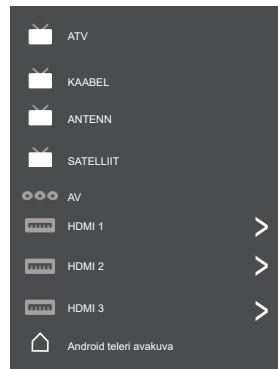 ATV
KAABEL
ANTENN
SATELLIIT
AV
HDMI 1
HDMI 2
HDMI 3
Android teleri avakuva